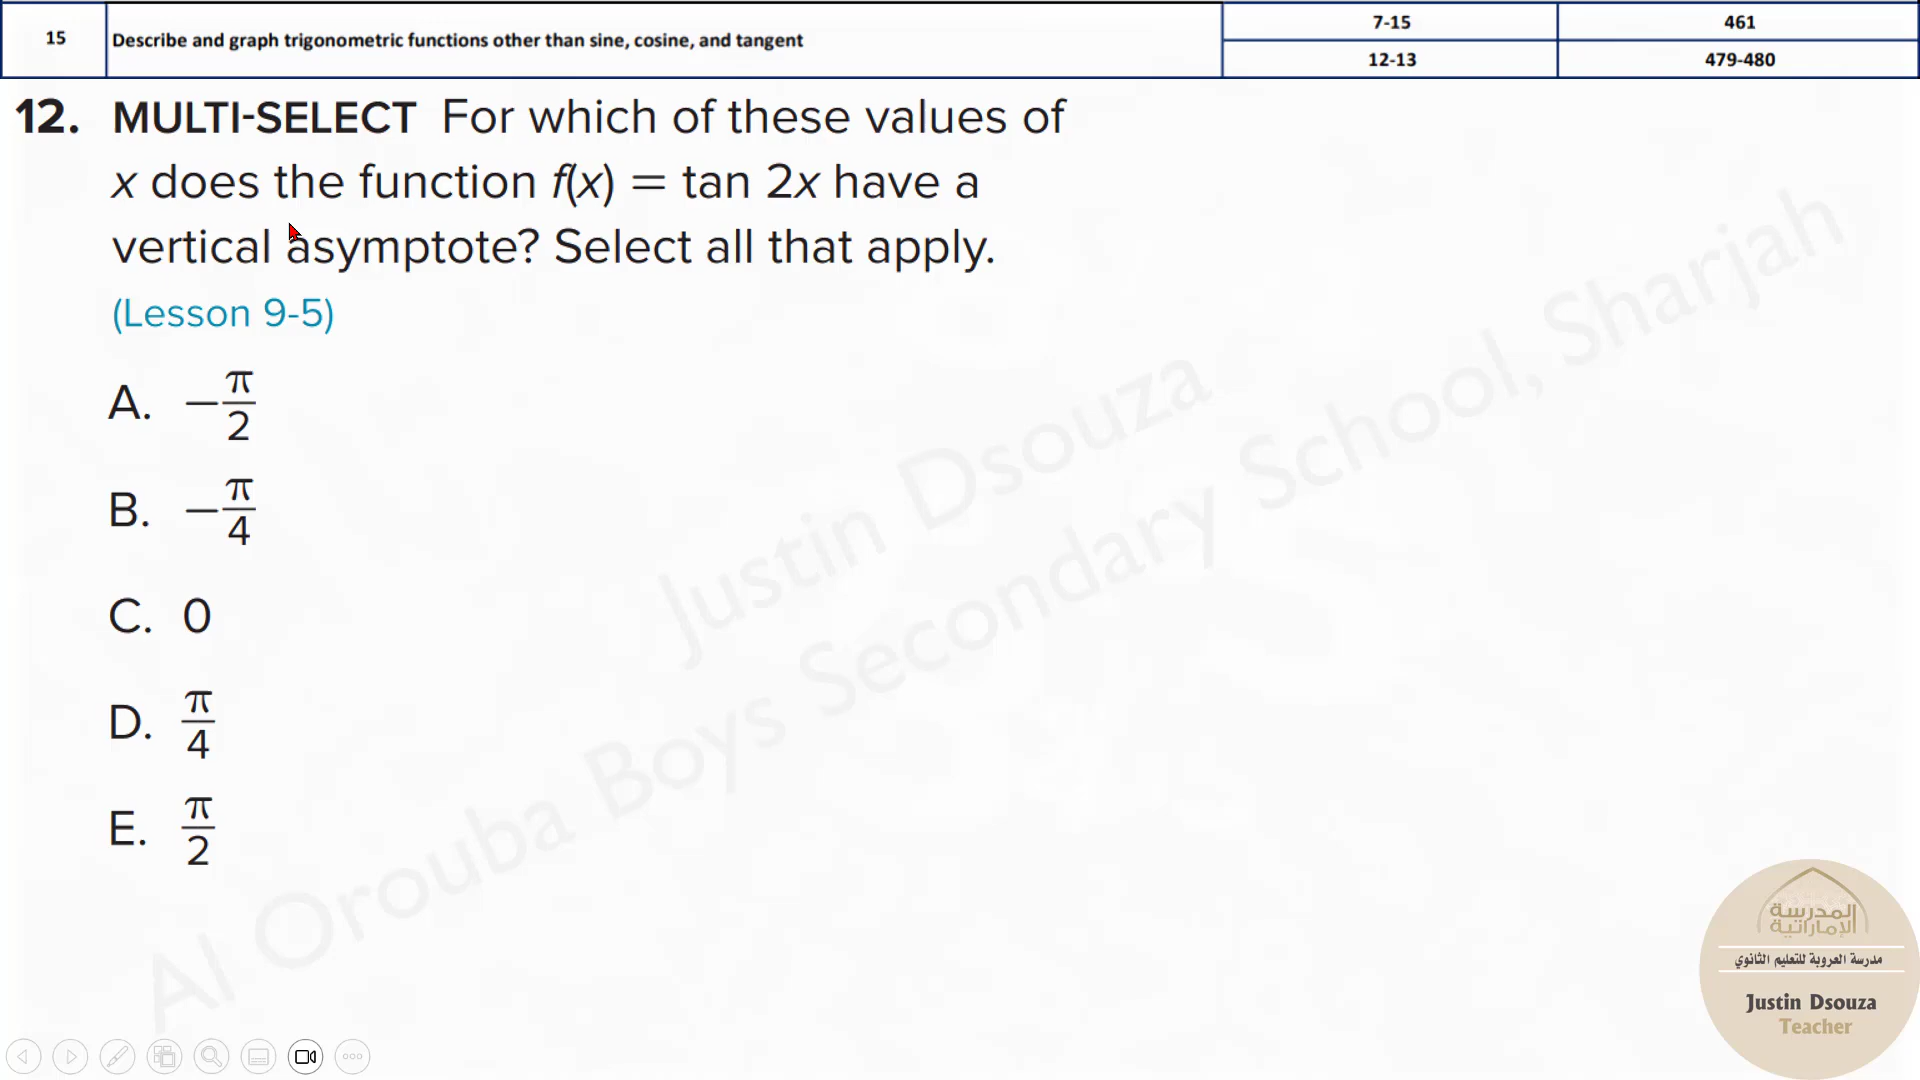 15
Describe and graph trigonometric functions other than sine, cosine, and tangent
7-15
461
12-13
479-480
12. MULTI-SELECT For which of these values of
x does the function f(x) = tan 2x have a
vertical asymptote? Select all that apply.
(Lesson 9-5)
A. −π/2
B. −π/4
C. 0
D. π/4
E. π/2
Justin Dsouza
Al Orouba Boys Secondary School, Sharjah
المدرسة
الإماراتية
مدرسة العروبة للتعليم الثانوي
Justin Dsouza
Teacher